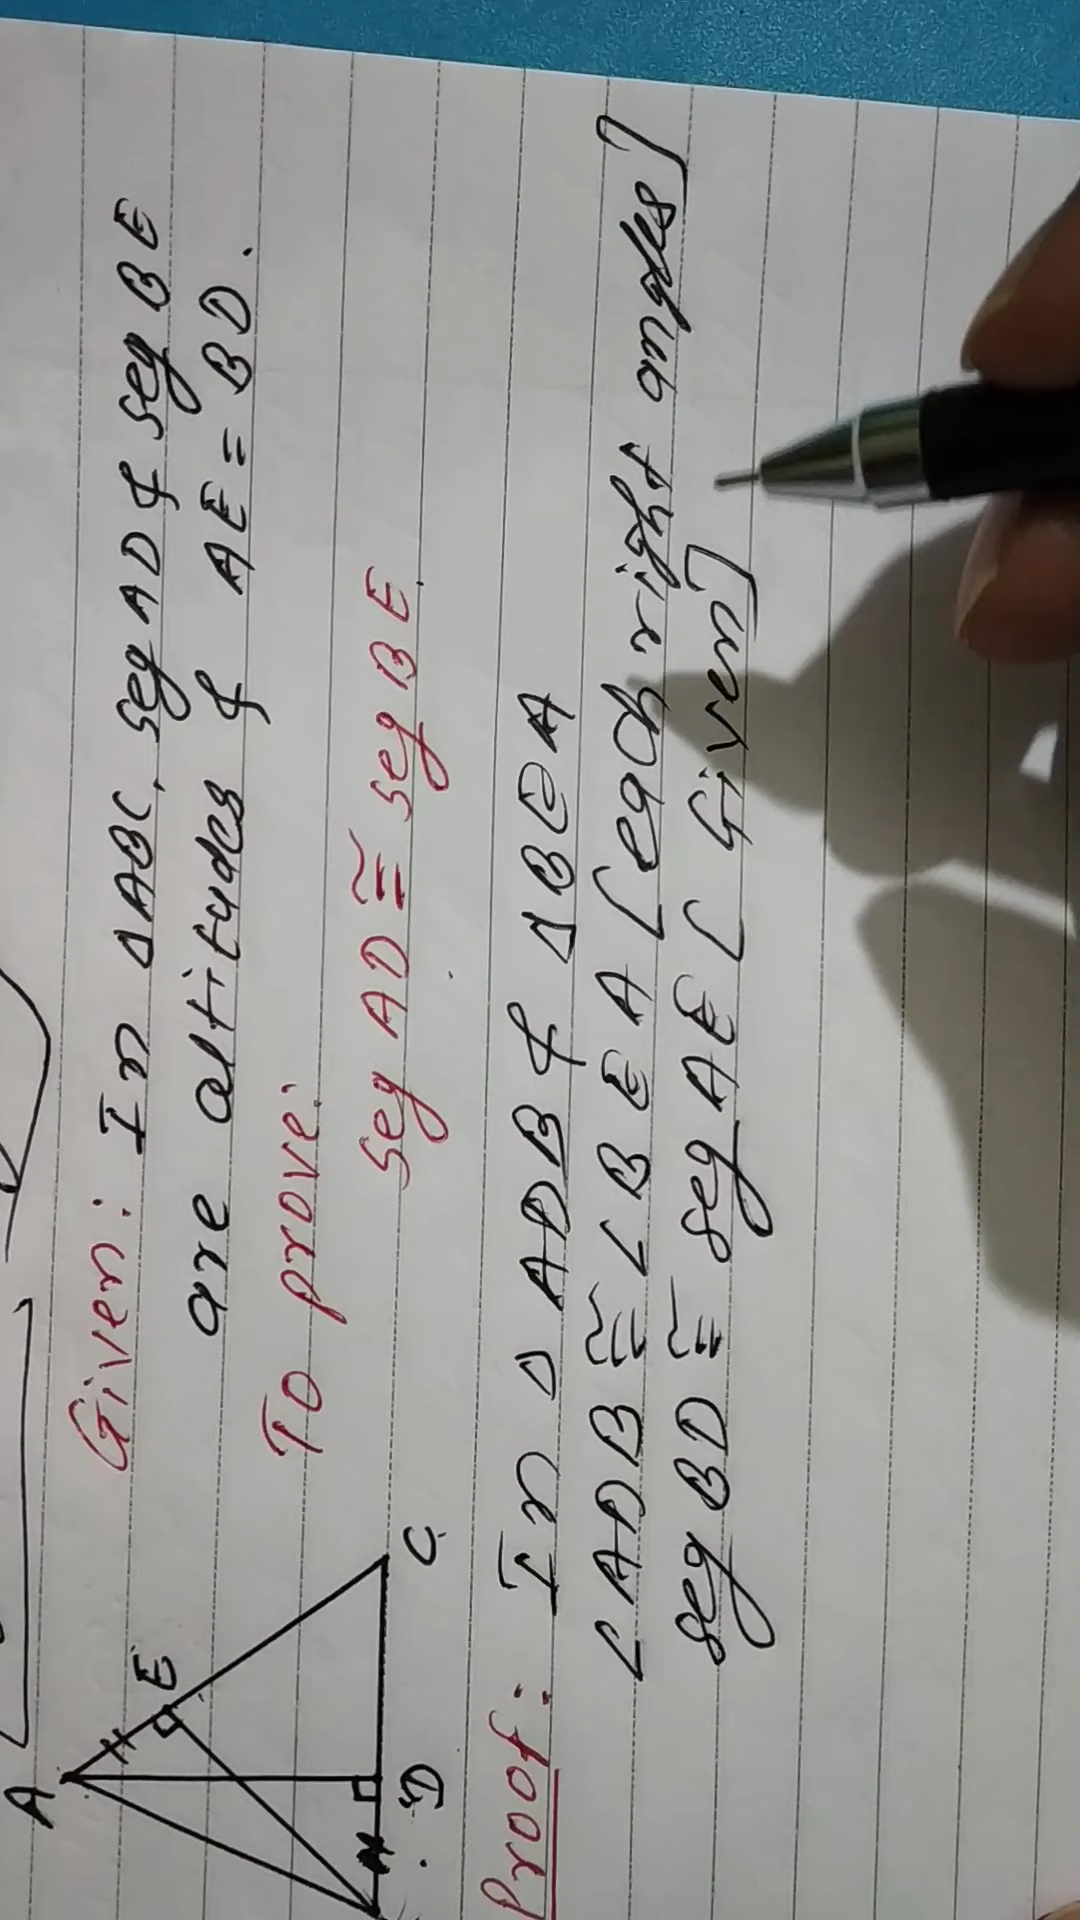 Given: In △ABC, seg AD & seg BE
are altitudes & AE = BD.
To prove:
seg AD ≅ seg BE.
A
E
D
C
Proof: In △ADB & △BEA
∠ADB ≅ ∠BEA [each right angles]
seg BD ≅ seg AE [given]